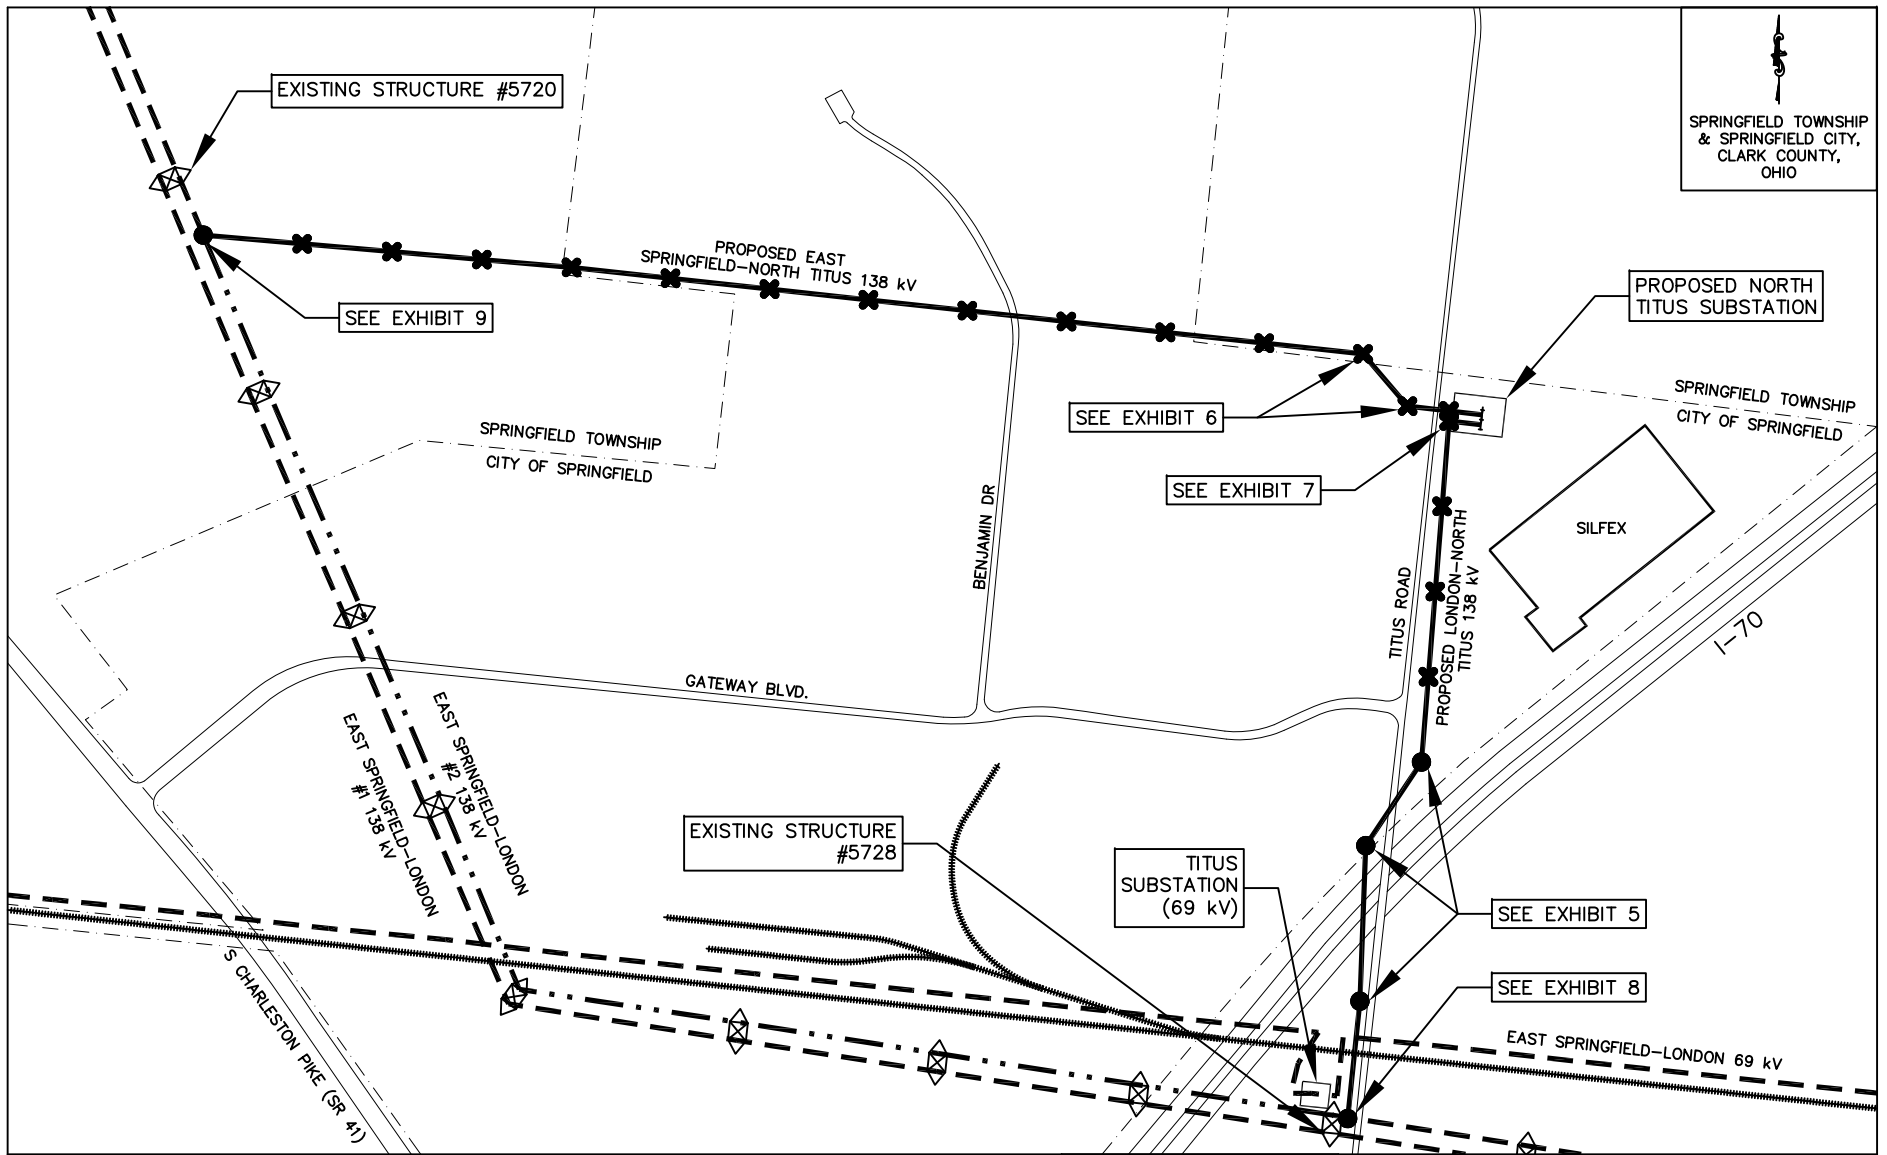 EXISTING STRUCTURE #5720
SPRINGFIELD TOWNSHIP
& SPRINGFIELD CITY,
CLARK COUNTY,
OHIO
PROPOSED EAST
SPRINGFIELD-NORTH TITUS 138 kV
SEE EXHIBIT 9
PROPOSED NORTH
TITUS SUBSTATION
SEE EXHIBIT 6
SPRINGFIELD TOWNSHIP
CITY OF SPRINGFIELD
SPRINGFIELD TOWNSHIP
CITY OF SPRINGFIELD
SEE EXHIBIT 7
SILFEX
BENJAMIN DR
TITUS ROAD
PROPOSED LONDON-NORTH
TITUS 138 kV
I-70
GATEWAY BLVD.
EAST SPRINGFIELD-LONDON
#2 138 kV
EAST SPRINGFIELD-LONDON
#1 138 kV
EXISTING STRUCTURE
#5728
TITUS
SUBSTATION
(69 kV)
SEE EXHIBIT 5
SEE EXHIBIT 8
S CHARLESTON PIKE (SR 41)
EAST SPRINGFIELD-LONDON 69 kV